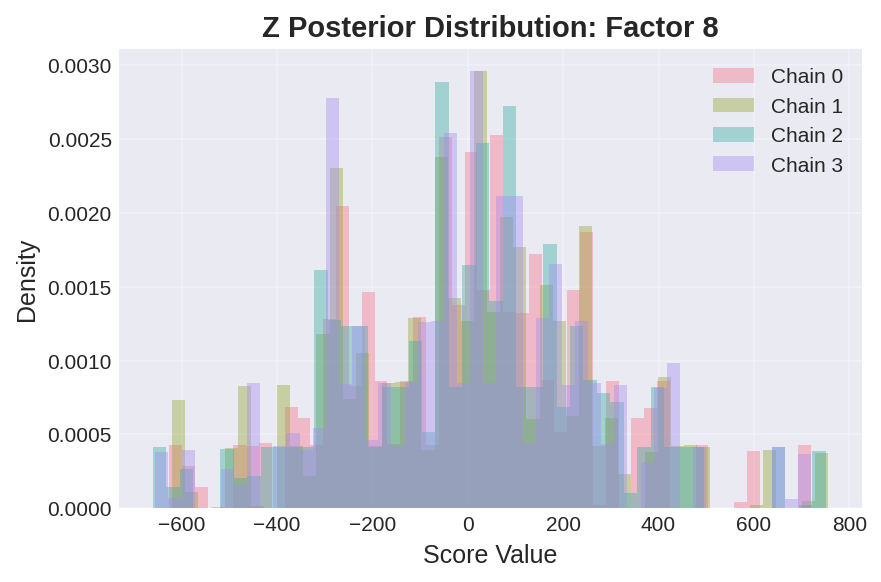 Z Posterior Distribution: Factor 8
0.0030
0.0025
0.0020
0.0015
0.0010
0.0005
0.0000
Density
Chain 0
Chain 1
Chain 2
Chain 3
−600 −400 −200 0 200 400 600 800
Score Value